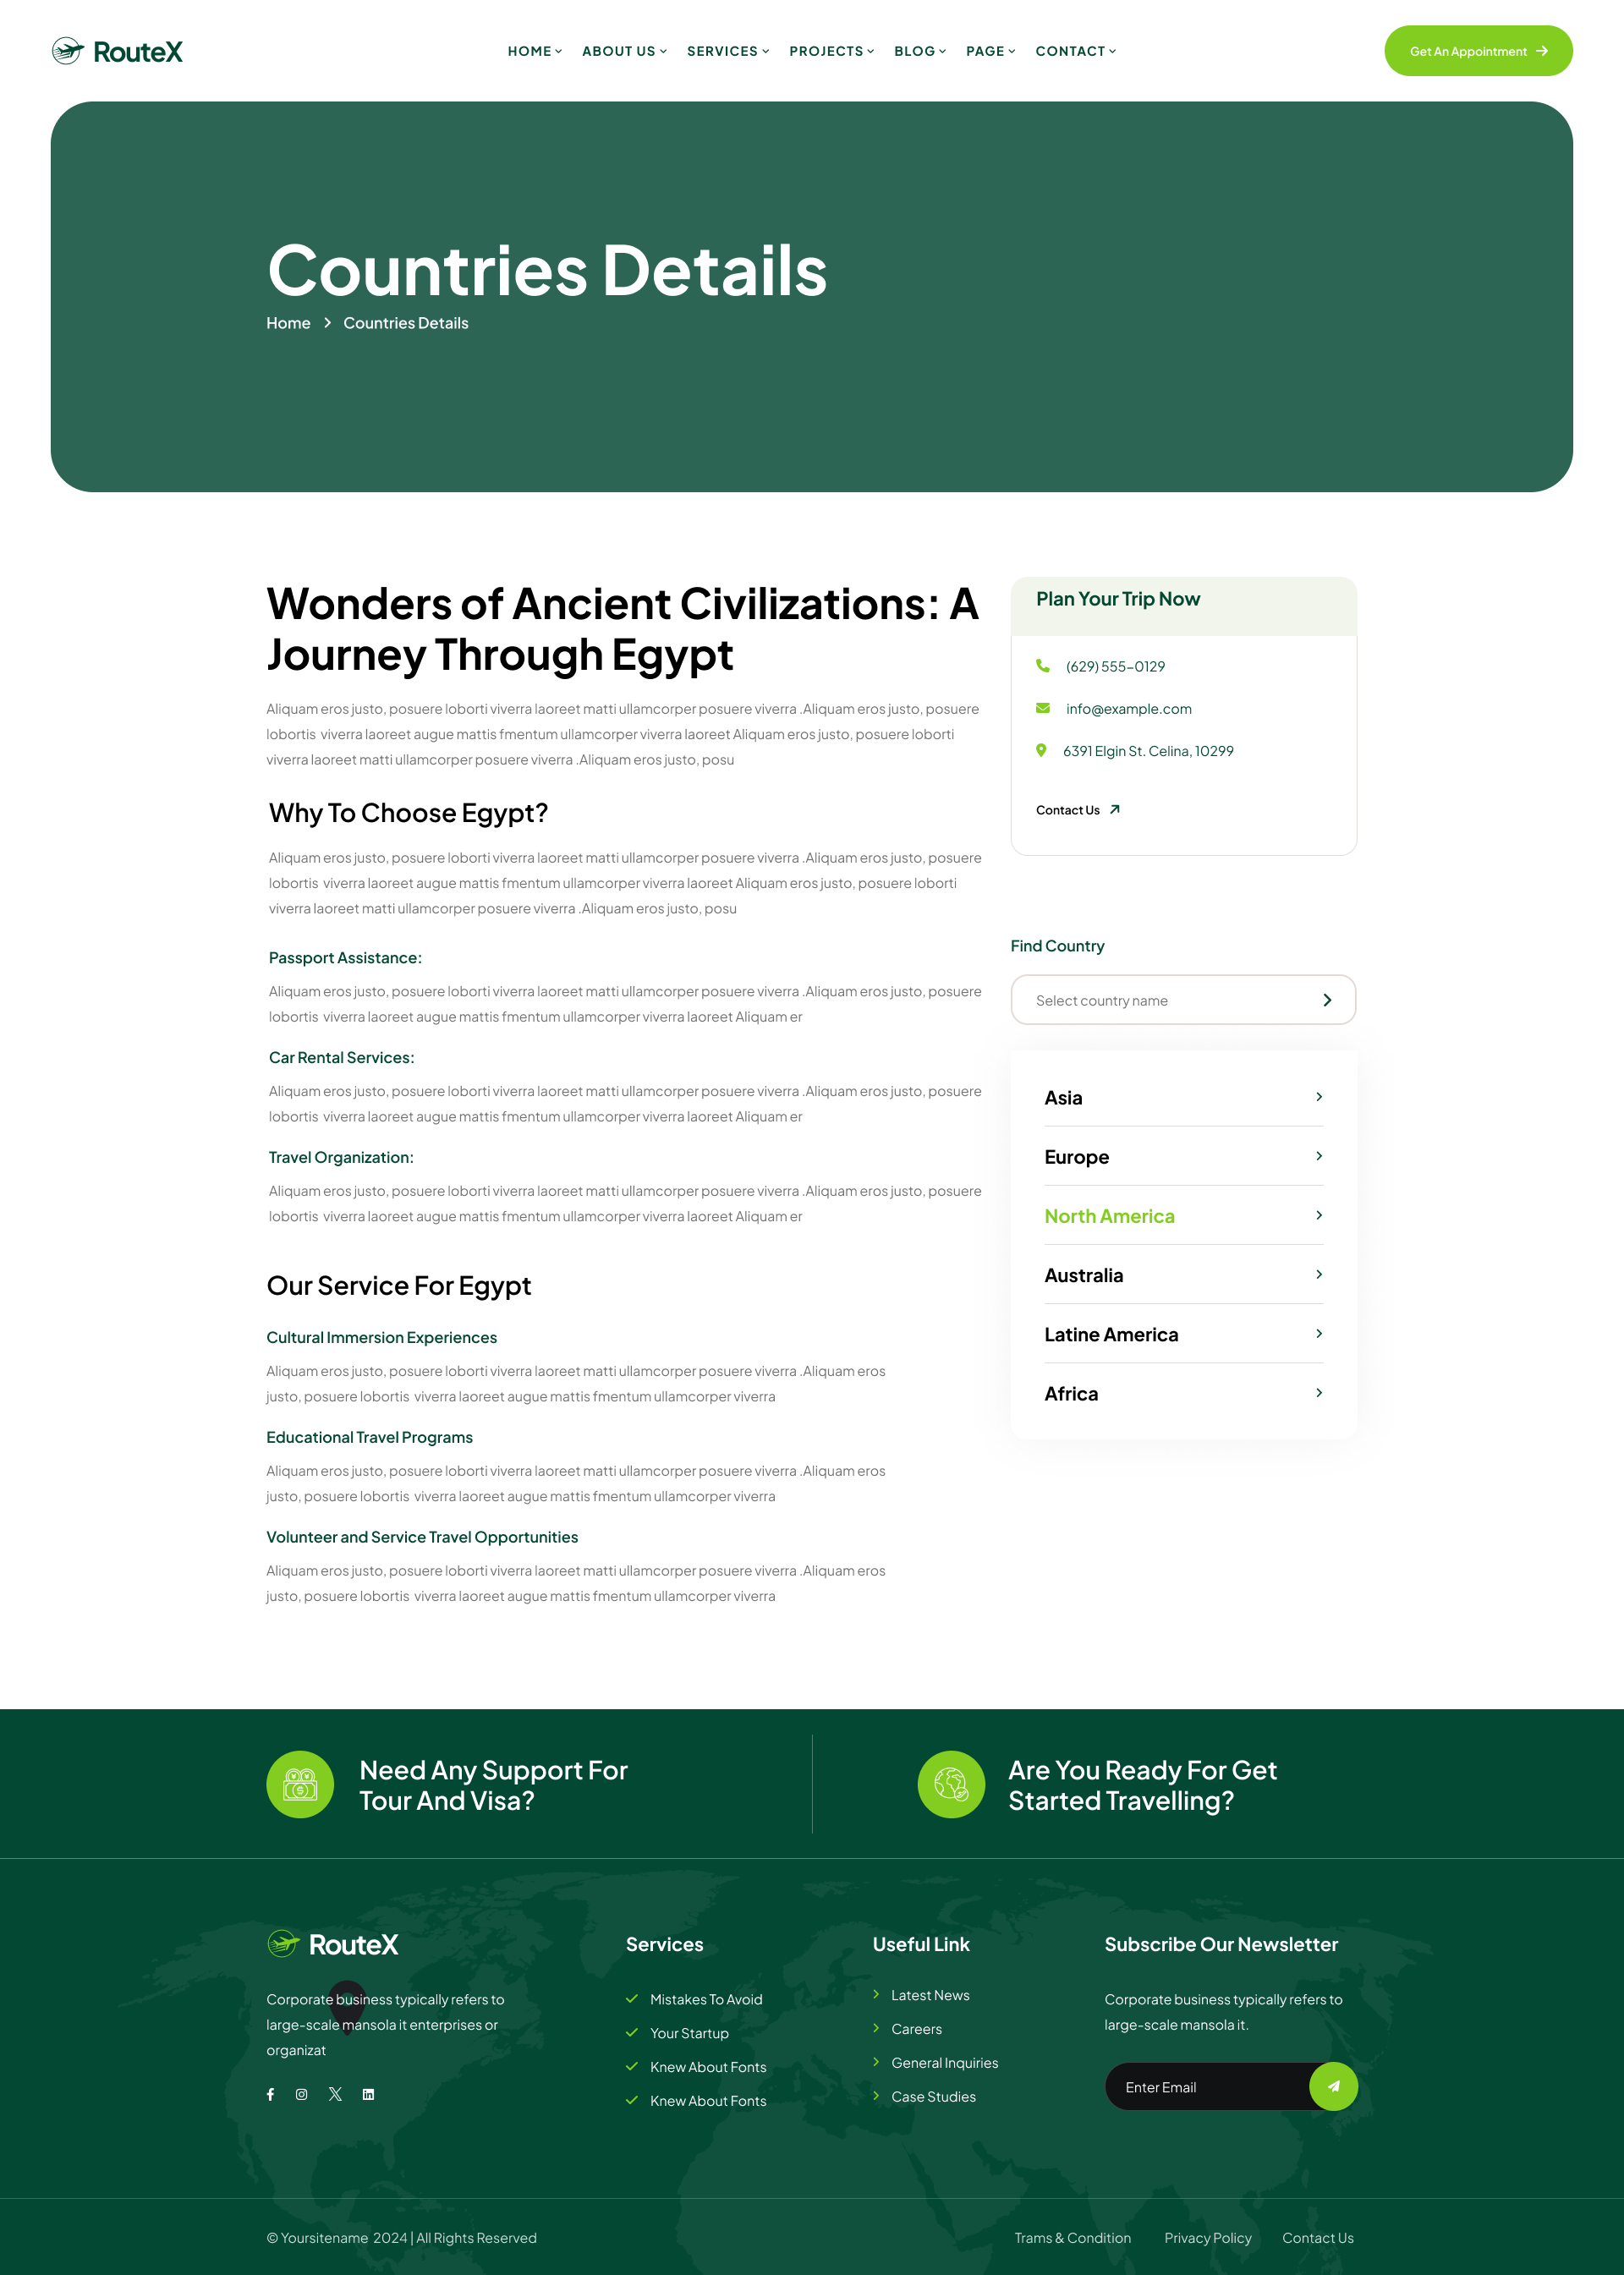 RouteX
HOME
ABOUT US
SERVICES
PROJECTS
BLOG
PAGE
CONTACT
Get An Appointment
Countries Details
Home
Countries Details
Wonders of Ancient Civilizations: A
Journey Through Egypt
Aliquam eros justo, posuere loborti viverra laoreet matti ullamcorper posuere viverra .Aliquam eros justo, posuere
lobortis viverra laoreet augue mattis fmentum ullamcorper viverra laoreet Aliquam eros justo, posuere loborti
viverra laoreet matti ullamcorper posuere viverra .Aliquam eros justo, posu
Why To Choose Egypt?
Aliquam eros justo, posuere loborti viverra laoreet matti ullamcorper posuere viverra .Aliquam eros justo, posuere
lobortis viverra laoreet augue mattis fmentum ullamcorper viverra laoreet Aliquam eros justo, posuere loborti
viverra laoreet matti ullamcorper posuere viverra .Aliquam eros justo, posu
Passport Assistance:
Aliquam eros justo, posuere loborti viverra laoreet matti ullamcorper posuere viverra .Aliquam eros justo, posuere
lobortis viverra laoreet augue mattis fmentum ullamcorper viverra laoreet Aliquam er
Car Rental Services:
Aliquam eros justo, posuere loborti viverra laoreet matti ullamcorper posuere viverra .Aliquam eros justo, posuere
lobortis viverra laoreet augue mattis fmentum ullamcorper viverra laoreet Aliquam er
Travel Organization:
Aliquam eros justo, posuere loborti viverra laoreet matti ullamcorper posuere viverra .Aliquam eros justo, posuere
lobortis viverra laoreet augue mattis fmentum ullamcorper viverra laoreet Aliquam er
Our Service For Egypt
Cultural Immersion Experiences
Aliquam eros justo, posuere loborti viverra laoreet matti ullamcorper posuere viverra .Aliquam eros
justo, posuere lobortis viverra laoreet augue mattis fmentum ullamcorper viverra
Educational Travel Programs
Aliquam eros justo, posuere loborti viverra laoreet matti ullamcorper posuere viverra .Aliquam eros
justo, posuere lobortis viverra laoreet augue mattis fmentum ullamcorper viverra
Volunteer and Service Travel Opportunities
Aliquam eros justo, posuere loborti viverra laoreet matti ullamcorper posuere viverra .Aliquam eros
justo, posuere lobortis viverra laoreet augue mattis fmentum ullamcorper viverra
Plan Your Trip Now
(629) 555-0129
info@example.com
6391 Elgin St. Celina, 10299
Contact Us
Find Country
Select country name
Asia
Europe
North America
Australia
Latine America
Africa
Need Any Support For
Tour And Visa?
Are You Ready For Get
Started Travelling?
RouteX
Corporate business typically refers to
large-scale mansola it enterprises or
organizat
Services
Mistakes To Avoid
Your Startup
Knew About Fonts
Knew About Fonts
Useful Link
Latest News
Careers
General Inquiries
Case Studies
Subscribe Our Newsletter
Corporate business typically refers to
large-scale mansola it.
Enter Email
© Yoursitename 2024 | All Rights Reserved
Trams & Condition
Privacy Policy
Contact Us